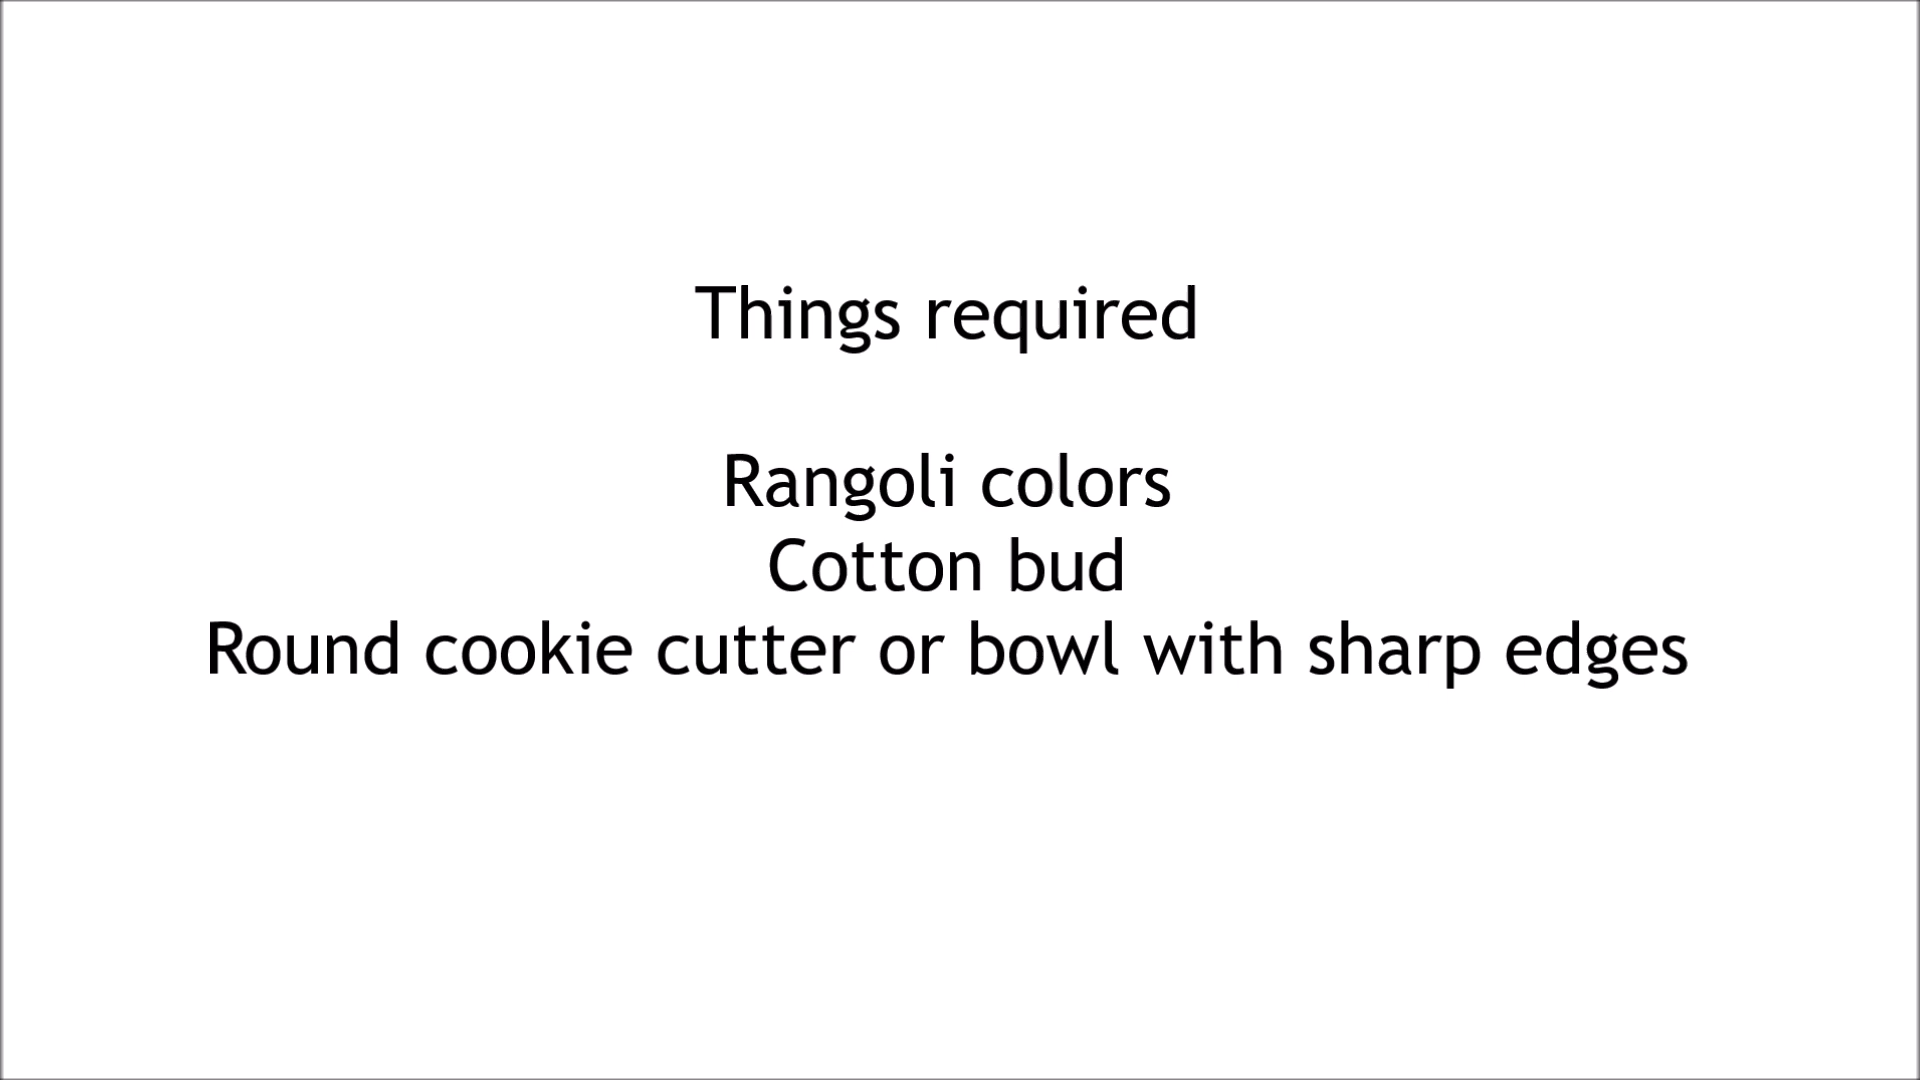 Things required
Rangoli colors
Cotton bud
Round cookie cutter or bowl with sharp edges